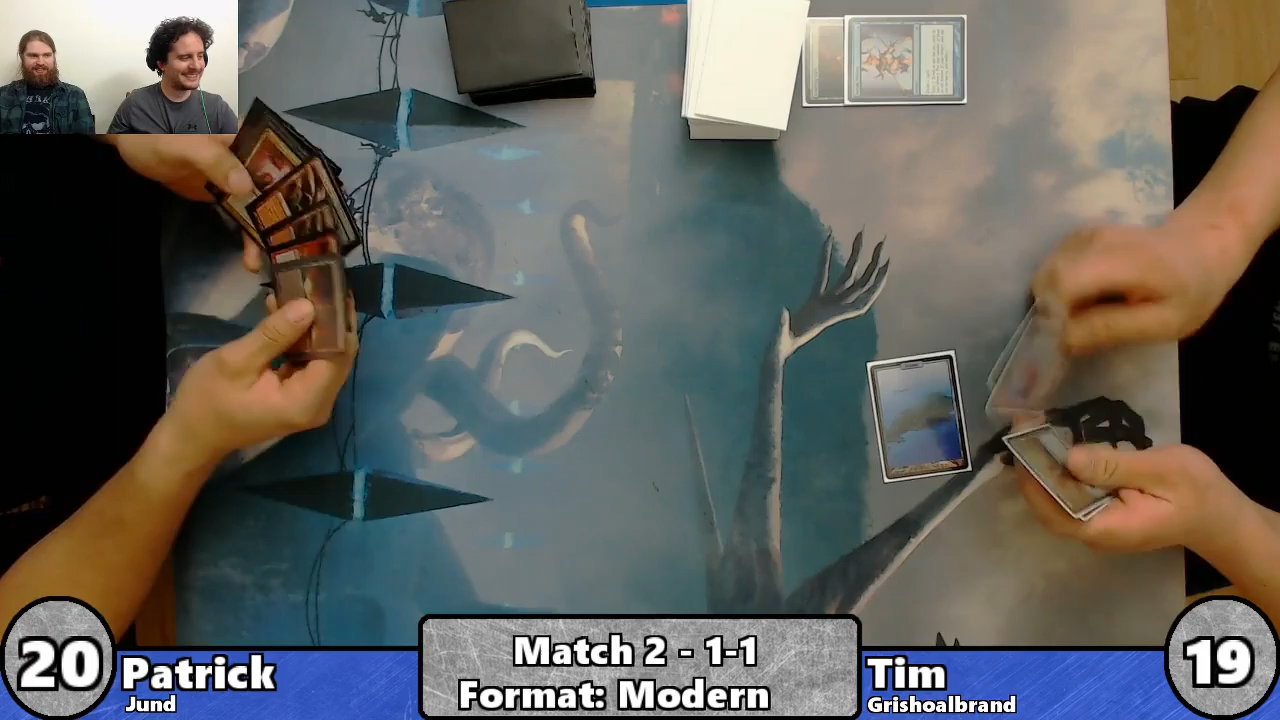 20
Patrick
Jund
Match 2 - 1-1
Format: Modern
Tim
Grishoalbrand
19